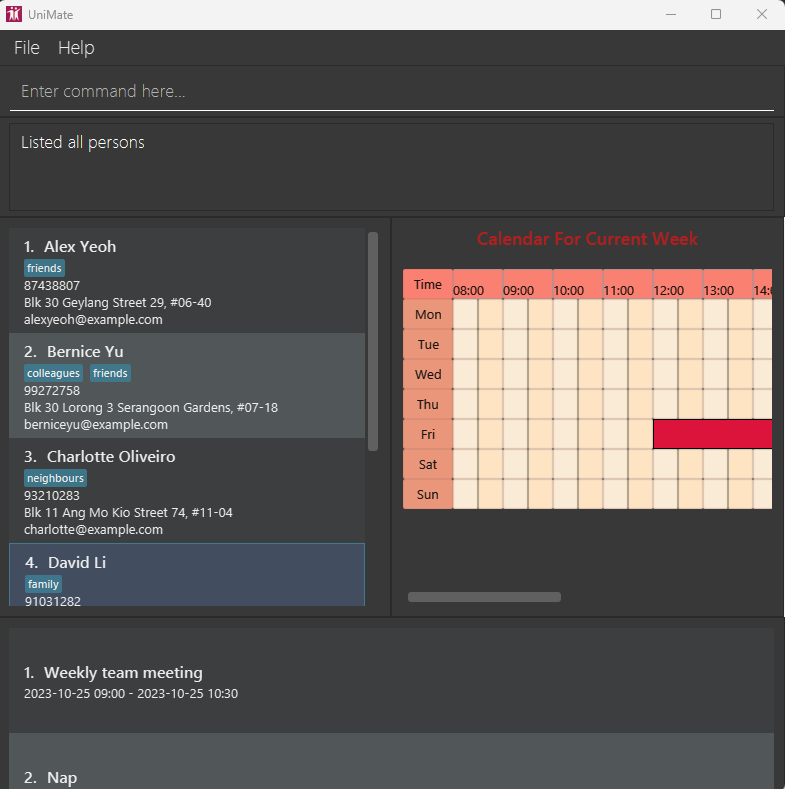 UniMate
File Help
Enter command here...
Listed all persons
1. Alex Yeoh
friends
87438807
Blk 30 Geylang Street 29, #06-40
alexyeoh@example.com
2. Bernice Yu
colleagues friends
99272758
Blk 30 Lorong 3 Serangoon Gardens, #07-18
berniceyu@example.com
3. Charlotte Oliveiro
neighbours
93210283
Blk 11 Ang Mo Kio Street 74, #11-04
charlotte@example.com
4. David Li
family
91031282
Calendar For Current Week
Time 08:00 09:00 10:00 11:00 12:00 13:00 14:0
Mon
Tue
Wed
Thu
Fri
Sat
Sun
1. Weekly team meeting
2023-10-25 09:00 - 2023-10-25 10:30
2. Nap